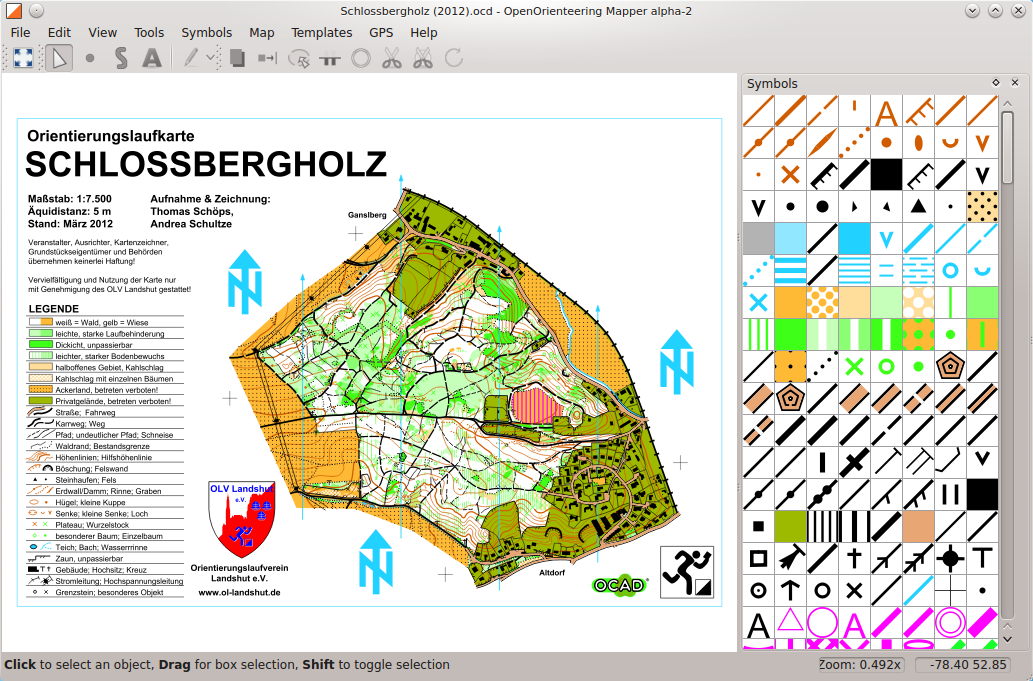 Schlossbergholz (2012).ocd - OpenOrienteering Mapper alpha-2
File Edit View Tools Symbols Map Templates GPS Help
Symbols
Orientierungslaufkarte
SCHLOSSBERGHOLZ
Maßstab: 1:7.500
Äquidistanz: 5 m
Stand: März 2012
Aufnahme & Zeichnung:
Thomas Schöps,
Andrea Schultze
Ganslberg
Veranstalter, Ausrichter, Kartenzeichner,
Grundstückseigentümer und Behörden
übernehmen keinerlei Haftung!
Vervielfältigung und Nutzung der Karte nur
mit Genehmigung des OLV Landshut gestattet!
LEGENDE
weiß = Wald, gelb = Wiese
leichte, starke Laufbehinderung
Dickicht, unpassierbar
leichter, starker Bodenbewuchs
halboffenes Gebiet, Kahlschlag
Kahlschlag mit einzelnen Bäumen
Ackerland, betreten verboten!
Privatgelände, betreten verboten!
Straße; Fahrweg
Karrweg; Weg
Pfad; undeutlicher Pfad; Schneise
Waldrand; Bestandsgrenze
Höhenlinien; Hilfshöhenlinie
Böschung; Felswand
Steinhaufen; Fels
Erdwall/Damm; Rinne; Graben
Hügel; kleine Kuppe
Senke; kleine Senke; Loch
Plateau; Wurzelstock
besonderer Baum; Einzelbaum
Teich; Bach; Wasserrinne
Zaun, unpassierbar
Gebäude; Hochsitz; Kreuz
Stromleitung; Hochspannungsleitung
Grenzstein; besonderes Objekt
OLV Landshut
e.V.
Orientierungslaufverein
Landshut e.V.
www.ol-landshut.de
Altdorf
OCAD
Click to select an object, Drag for box selection, Shift to toggle selection
Zoom: 0.492x
-78.40 52.85